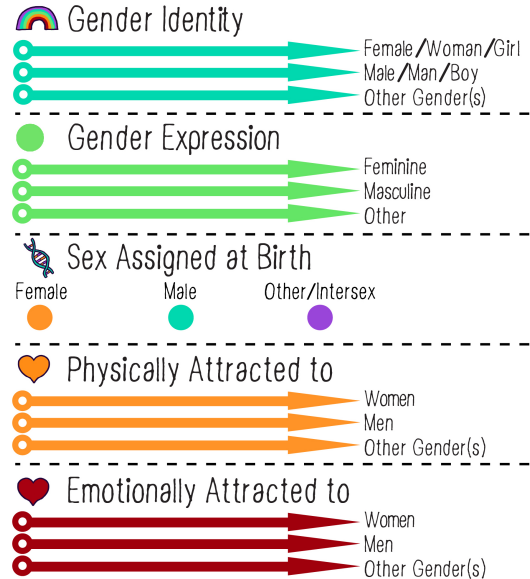 Gender Identity
Female/Woman/Girl
Male/Man/Boy
Other Gender(s)
Gender Expression
Feminine
Masculine
Other
Sex Assigned at Birth
Female Male Other/Intersex
Physically Attracted to
Women
Men
Other Gender(s)
Emotionally Attracted to
Women
Men
Other Gender(s)